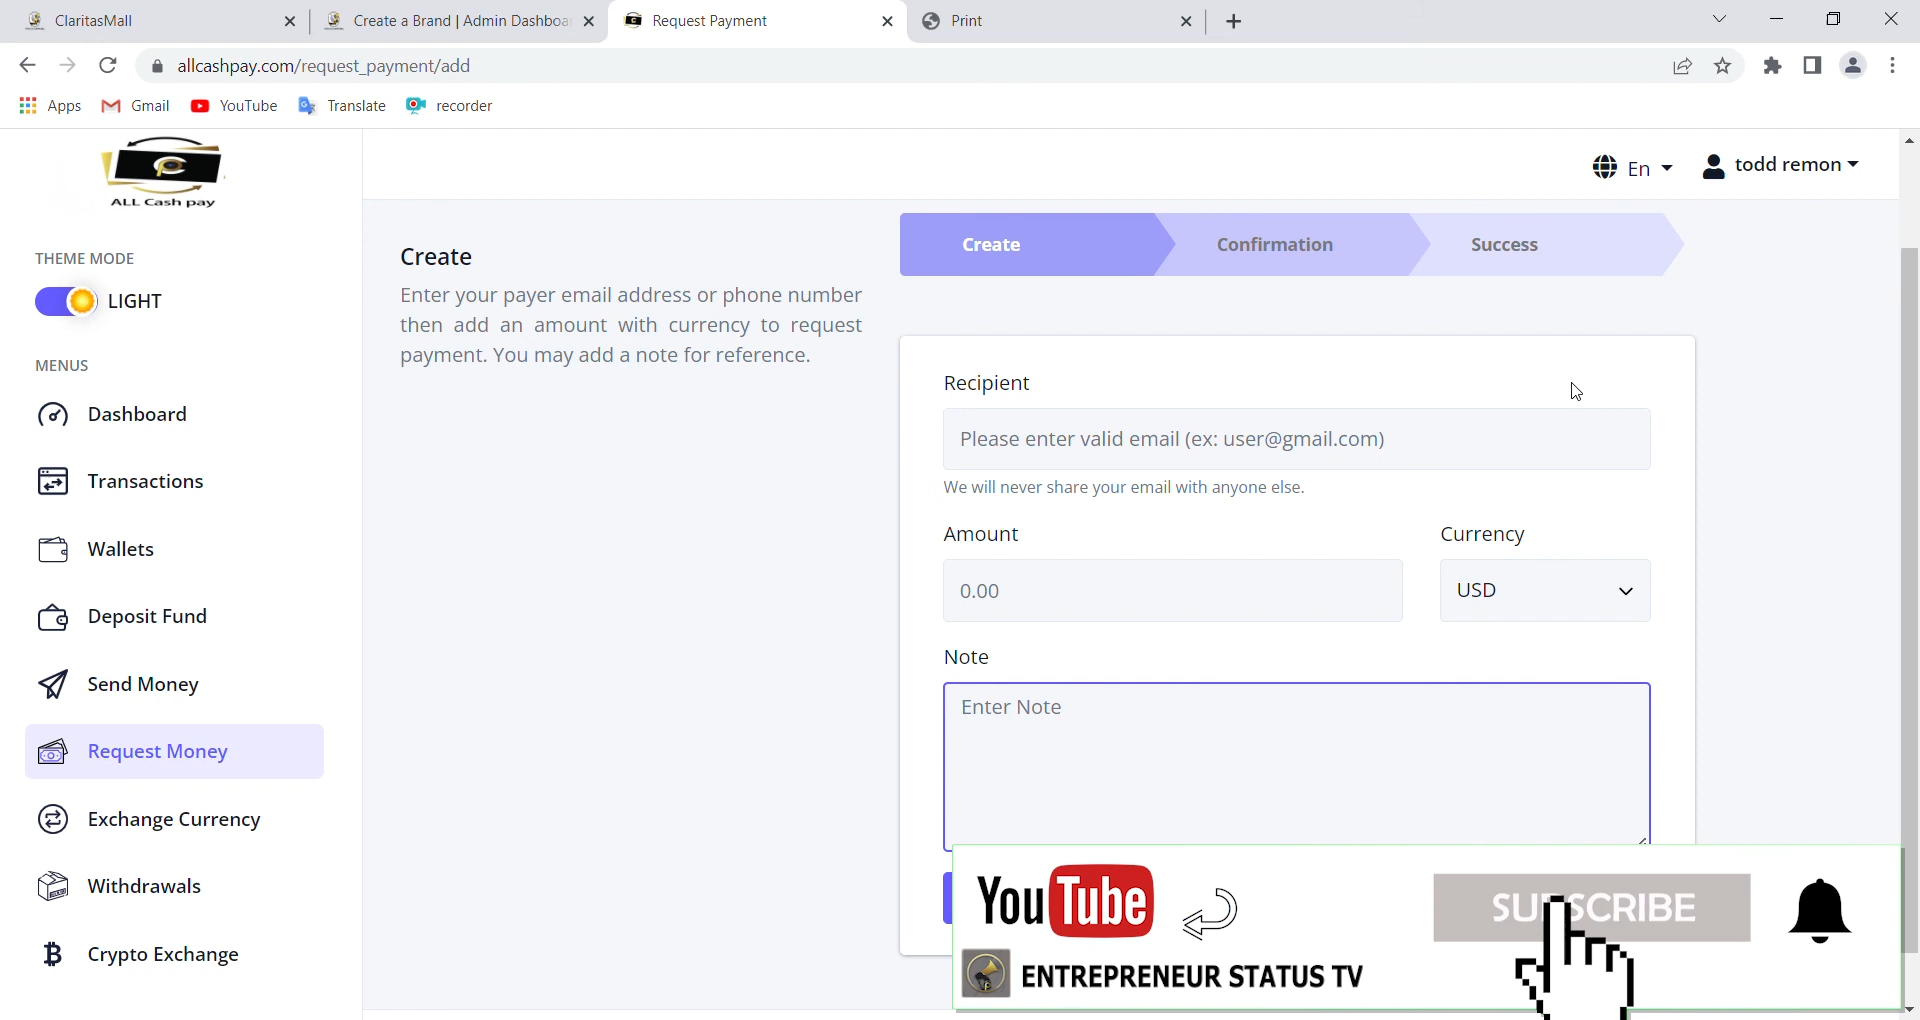 ClaritasMall
Create a Brand | Admin Dashboa
Request Payment
Print
allcashpay.com/request_payment/add
Apps
Gmail
YouTube
Translate
recorder
ALL Cash pay
En
todd remon
THEME MODE
LIGHT
MENUS
Dashboard
Transactions
Wallets
Deposit Fund
Send Money
Request Money
Exchange Currency
Withdrawals
Crypto Exchange
Create
Enter your payer email address or phone number
then add an amount with currency to request
payment. You may add a note for reference.
Create
Confirmation
Success
Recipient
Please enter valid email (ex: user@gmail.com)
We will never share your email with anyone else.
Amount
Currency
0.00
USD
Note
Enter Note
YouTube
SUBSCRIBE
ENTREPRENEUR STATUS TV